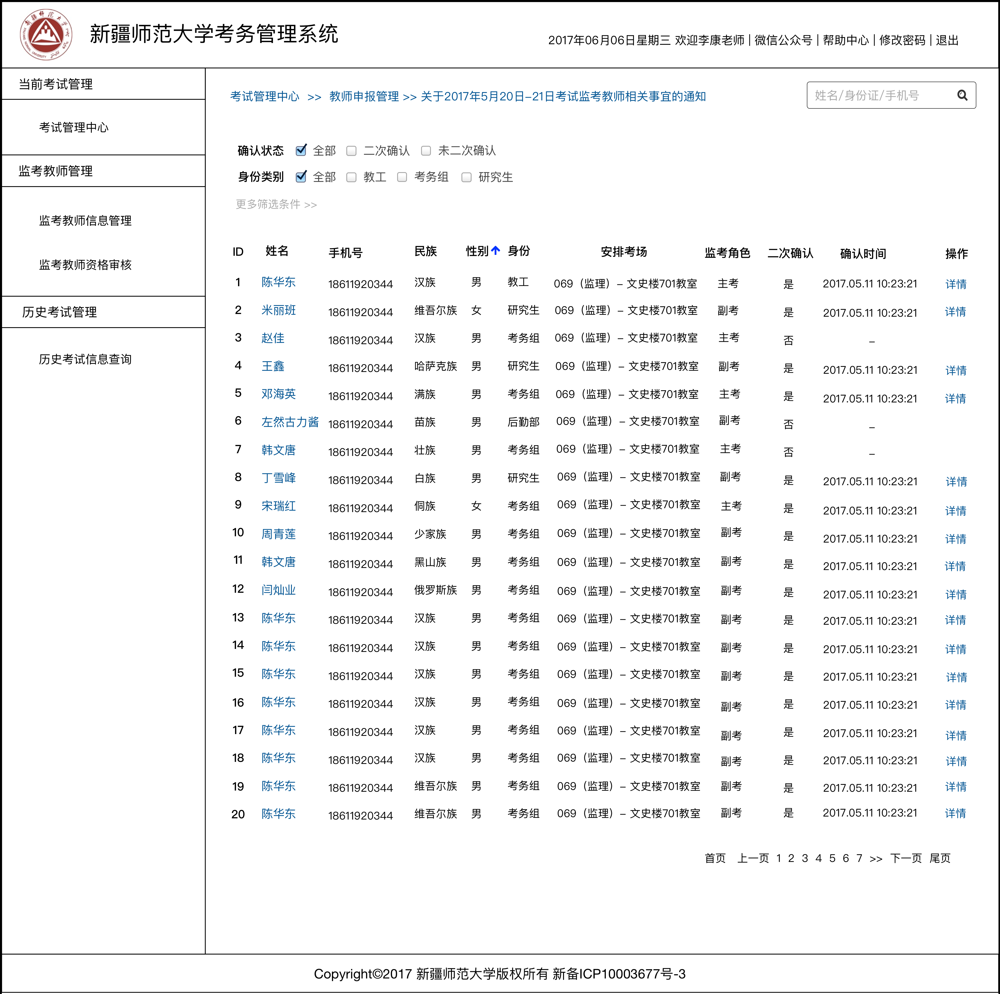 新疆师范大学
XINJIANG NORMAL UNIVERSITY
新疆师范大学考务管理系统
2017年06月06日星期三 欢迎李康老师 | 微信公众号 | 帮助中心 | 修改密码 | 退出
当前考试管理
考试管理中心
监考教师管理
监考教师信息管理
监考教师资格审核
历史考试管理
历史考试信息查询
考试管理中心 >> 教师申报管理 >> 关于2017年5月20日–21日考试监考教师相关事宜的通知
姓名/身份证/手机号
确认状态 全部 二次确认 未二次确认
身份类别 全部 教工 考务组 研究生
更多筛选条件 >>
ID 姓名 手机号 民族 性别 身份 安排考场 监考角色 二次确认 确认时间 操作
1 陈华东 18611920344 汉族 男 教工 069（监理）– 文史楼701教室 主考 是 2017.05.11 10:23:21 详情
2 米丽班 18611920344 维吾尔族 女 研究生 069（监理）– 文史楼701教室 副考 是 2017.05.11 10:23:21 详情
3 赵佳 18611920344 汉族 男 考务组 069（监理）– 文史楼701教室 主考 否 –
4 王鑫 18611920344 哈萨克族 男 研究生 069（监理）– 文史楼701教室 副考 是 2017.05.11 10:23:21 详情
5 邓海英 18611920344 满族 男 考务组 069（监理）– 文史楼701教室 主考 是 2017.05.11 10:23:21 详情
6 左然古力酱 18611920344 苗族 男 后勤部 069（监理）– 文史楼701教室 副考 否 –
7 韩文唐 18611920344 壮族 男 考务组 069（监理）– 文史楼701教室 主考 否 –
8 丁雪峰 18611920344 白族 男 研究生 069（监理）– 文史楼701教室 副考 是 2017.05.11 10:23:21 详情
9 宋瑞红 18611920344 侗族 女 考务组 069（监理）– 文史楼701教室 主考 是 2017.05.11 10:23:21 详情
10 周青莲 18611920344 少家族 男 考务组 069（监理）– 文史楼701教室 副考 是 2017.05.11 10:23:21 详情
11 韩文唐 18611920344 黑山族 男 考务组 069（监理）– 文史楼701教室 副考 是 2017.05.11 10:23:21 详情
12 闫灿业 18611920344 俄罗斯族 男 考务组 069（监理）– 文史楼701教室 副考 是 2017.05.11 10:23:21 详情
13 陈华东 18611920344 汉族 男 考务组 069（监理）– 文史楼701教室 副考 是 2017.05.11 10:23:21 详情
14 陈华东 18611920344 汉族 男 考务组 069（监理）– 文史楼701教室 副考 是 2017.05.11 10:23:21 详情
15 陈华东 18611920344 汉族 男 考务组 069（监理）– 文史楼701教室 副考 是 2017.05.11 10:23:21 详情
16 陈华东 18611920344 汉族 男 考务组 069（监理）– 文史楼701教室 副考 是 2017.05.11 10:23:21 详情
17 陈华东 18611920344 汉族 男 考务组 069（监理）– 文史楼701教室 副考 是 2017.05.11 10:23:21 详情
18 陈华东 18611920344 汉族 男 考务组 069（监理）– 文史楼701教室 副考 是 2017.05.11 10:23:21 详情
19 陈华东 18611920344 维吾尔族 男 考务组 069（监理）– 文史楼701教室 副考 是 2017.05.11 10:23:21 详情
20 陈华东 18611920344 维吾尔族 男 考务组 069（监理）– 文史楼701教室 副考 是 2017.05.11 10:23:21 详情
首页 上一页 1 2 3 4 5 6 7 >> 下一页 尾页
Copyright©2017 新疆师范大学版权所有 新备ICP10003677号-3